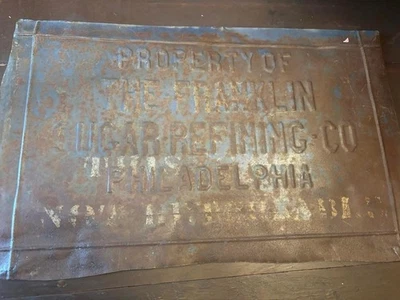 PROPERTY OF
THE FRANKLIN
SUGAR·REFINING·CO
PHILADELPHIA